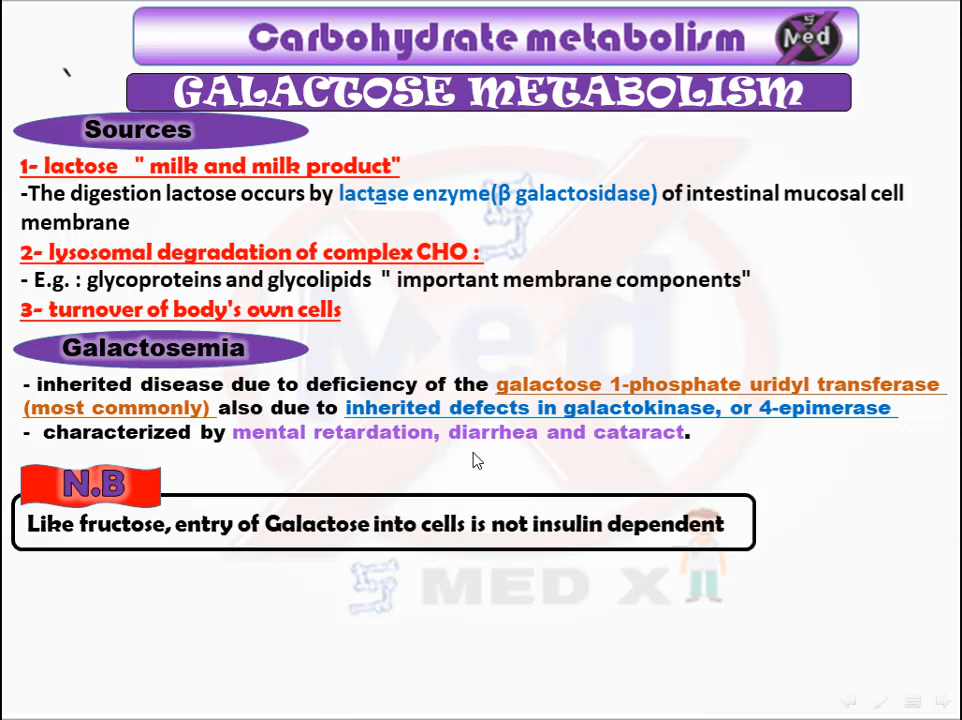 Carbohydrate metabolism
Med
GALACTOSE METABOLISM
Sources
1- lactose " milk and milk product"
-The digestion lactose occurs by lactase enzyme(β galactosidase) of intestinal mucosal cell
membrane
2- lysosomal degradation of complex CHO :
- E.g. : glycoproteins and glycolipids " important membrane components"
3- turnover of body's own cells
Galactosemia
- inherited disease due to deficiency of the galactose 1-phosphate uridyl transferase
(most commonly) also due to inherited defects in galactokinase, or 4-epimerase
- characterized by mental retardation, diarrhea and cataract.
N.B
Like fructose, entry of Galactose into cells is not insulin dependent
Med
MED X